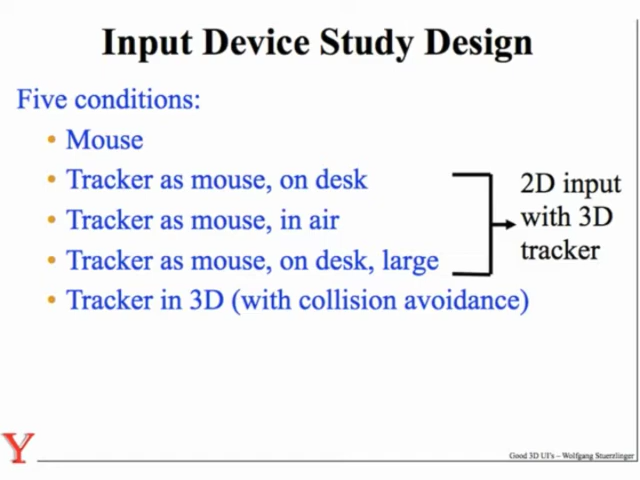 Input Device Study Design
Five conditions:
• Mouse
• Tracker as mouse, on desk
• Tracker as mouse, in air
• Tracker as mouse, on desk, large
• Tracker in 3D (with collision avoidance)
2D input
with 3D
tracker
Y
Good 3D UI's – Wolfgang Stuerzlinger